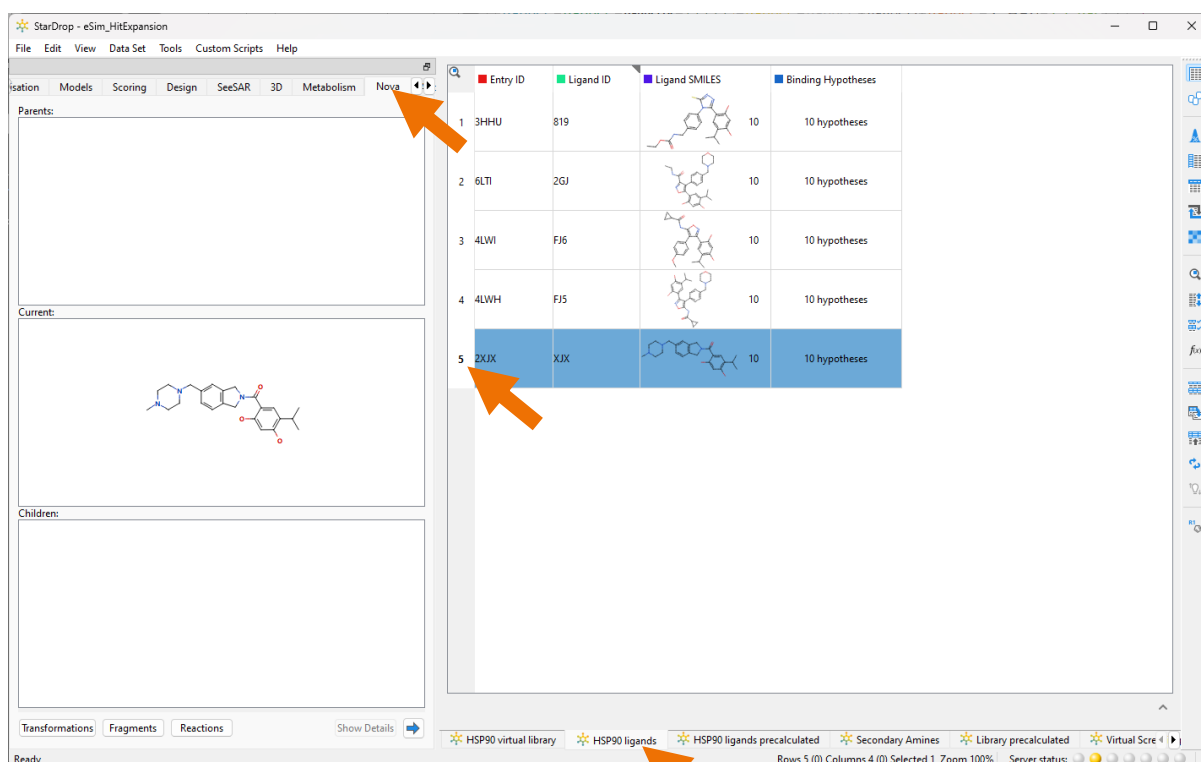 StarDrop - eSim_HitExpansion
File Edit View Data Set Tools Custom Scripts Help
isation Models Scoring Design SeeSAR 3D Metabolism Nova
Parents:
Current:
N
N
N
O
O
O
Children:
Transformations Fragments Reactions Show Details
Entry ID Ligand ID Ligand SMILES Binding Hypotheses
1 3HHU 819 10 10 hypotheses
2 6LTI 2GJ 10 10 hypotheses
3 4LWI FJ6 10 10 hypotheses
4 4LWH FJ5 10 10 hypotheses
5 2XJX XJX 10 10 hypotheses
HSP90 virtual library HSP90 ligands HSP90 ligands precalculated Secondary Amines Library precalculated Virtual Scre
Ready Rows 5 (0) Columns 4 (0) Selected 1 Zoom 100% Server status: